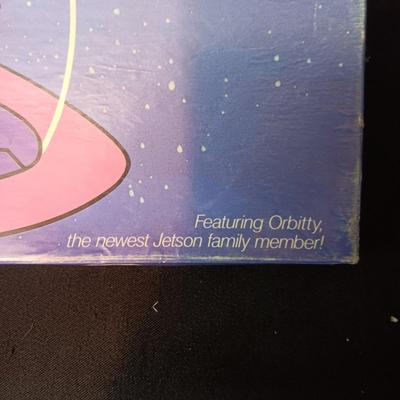 Featuring Orbitty,
the newest Jetson family member!